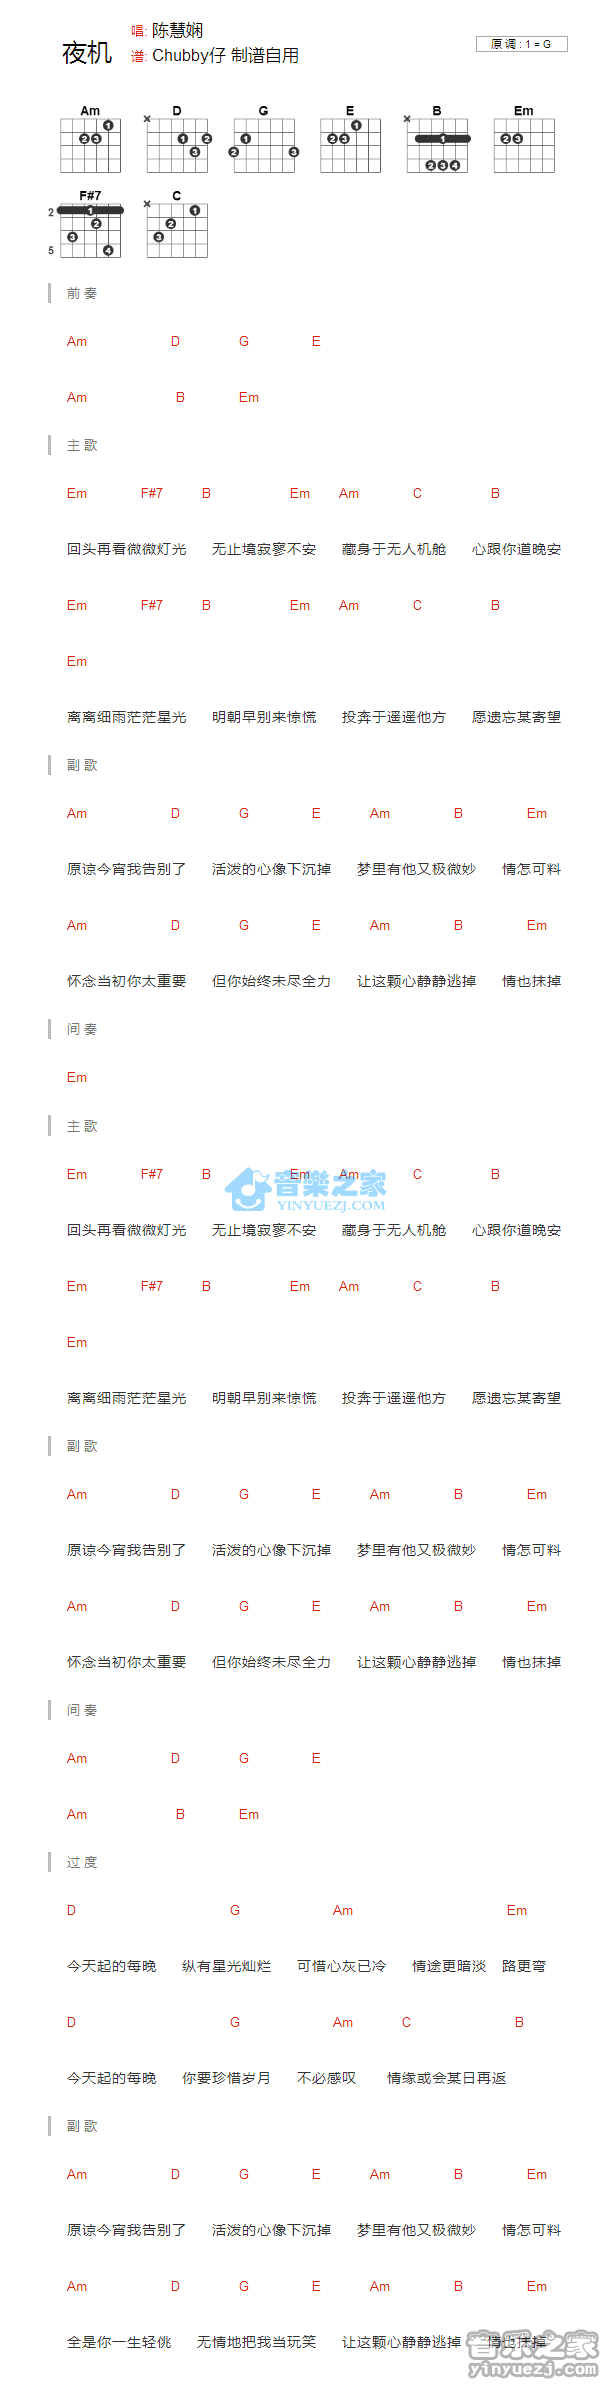 夜机
唱: 陈慧娴
谱: Chubby仔 制谱自用
原调:1=G
Am D G E B Em
F#7 C
2
5
前奏
Am D G E
Am B Em
主歌
Em F#7 B Em Am C B
回头再看微微灯光 无止境寂寥不安 藏身于无人机舱 心跟你道晚安
Em F#7 B Em Am C B
Em
离离细雨茫茫星光 明朝早别来惊慌 投奔于遥遥他方 愿遗忘某寄望
副歌
Am D G E Am B Em
原谅今宵我告别了 活泼的心像下沉掉 梦里有他又极微妙 情怎可料
Am D G E Am B Em
怀念当初你太重要 但你始终未尽全力 让这颗心静静逃掉 情也抹掉
间奏
Em
主歌
Em F#7 B Em Am C B
音樂之家
YINYUEZJ.COM
回头再看微微灯光 无止境寂寥不安 藏身于无人机舱 心跟你道晚安
Em F#7 B Em Am C B
Em
离离细雨茫茫星光 明朝早别来惊慌 投奔于遥遥他方 愿遗忘某寄望
副歌
Am D G E Am B Em
原谅今宵我告别了 活泼的心像下沉掉 梦里有他又极微妙 情怎可料
Am D G E Am B Em
怀念当初你太重要 但你始终未尽全力 让这颗心静静逃掉 情也抹掉
间奏
Am D G E
Am B Em
过度
D G Am Em
今天起的每晚 纵有星光灿烂 可惜心灰已冷 情途更暗淡 路更弯
D G Am C B
今天起的每晚 你要珍惜岁月 不必感叹 情缘或会某日再返
副歌
Am D G E Am B Em
原谅今宵我告别了 活泼的心像下沉掉 梦里有他又极微妙 情怎可料
Am D G E Am B Em
全是你一生轻佻 无情地把我当玩笑 让这颗心静静逃掉 情也抹掉
音乐之家
yinyuezj.com